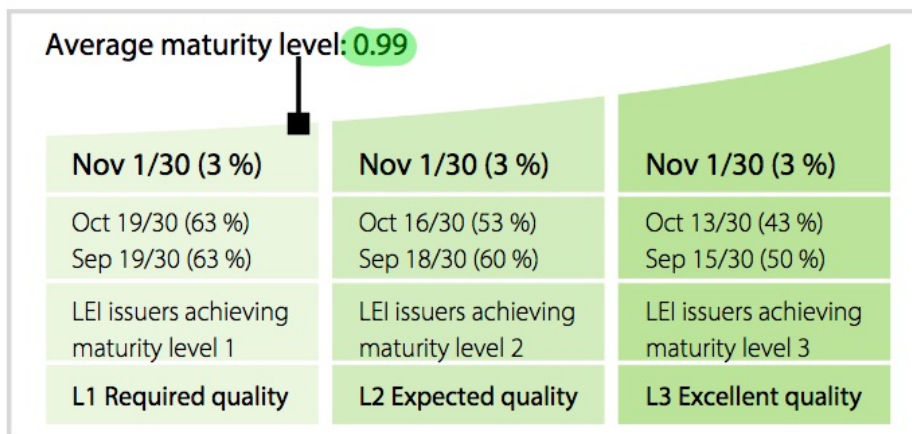 Average maturity level: 0.99
Nov 1/30 (3 %)
Oct 19/30 (63 %)
Sep 19/30 (63 %)
LEI issuers achieving
maturity level 1
L1 Required quality
Nov 1/30 (3 %)
Oct 16/30 (53 %)
Sep 18/30 (60 %)
LEI issuers achieving
maturity level 2
L2 Expected quality
Nov 1/30 (3 %)
Oct 13/30 (43 %)
Sep 15/30 (50 %)
LEI issuers achieving
maturity level 3
L3 Excellent quality